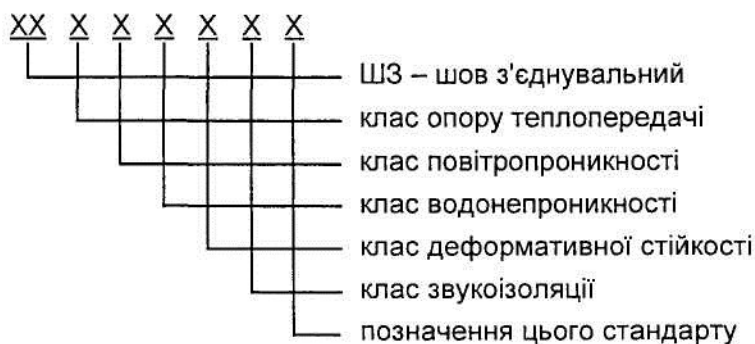 XX X X X X X X
ШЗ – шов з'єднувальний
клас опору теплопередачі
клас повітропроникності
клас водонепроникності
клас деформативної стійкості
клас звукоізоляції
позначення цього стандарту